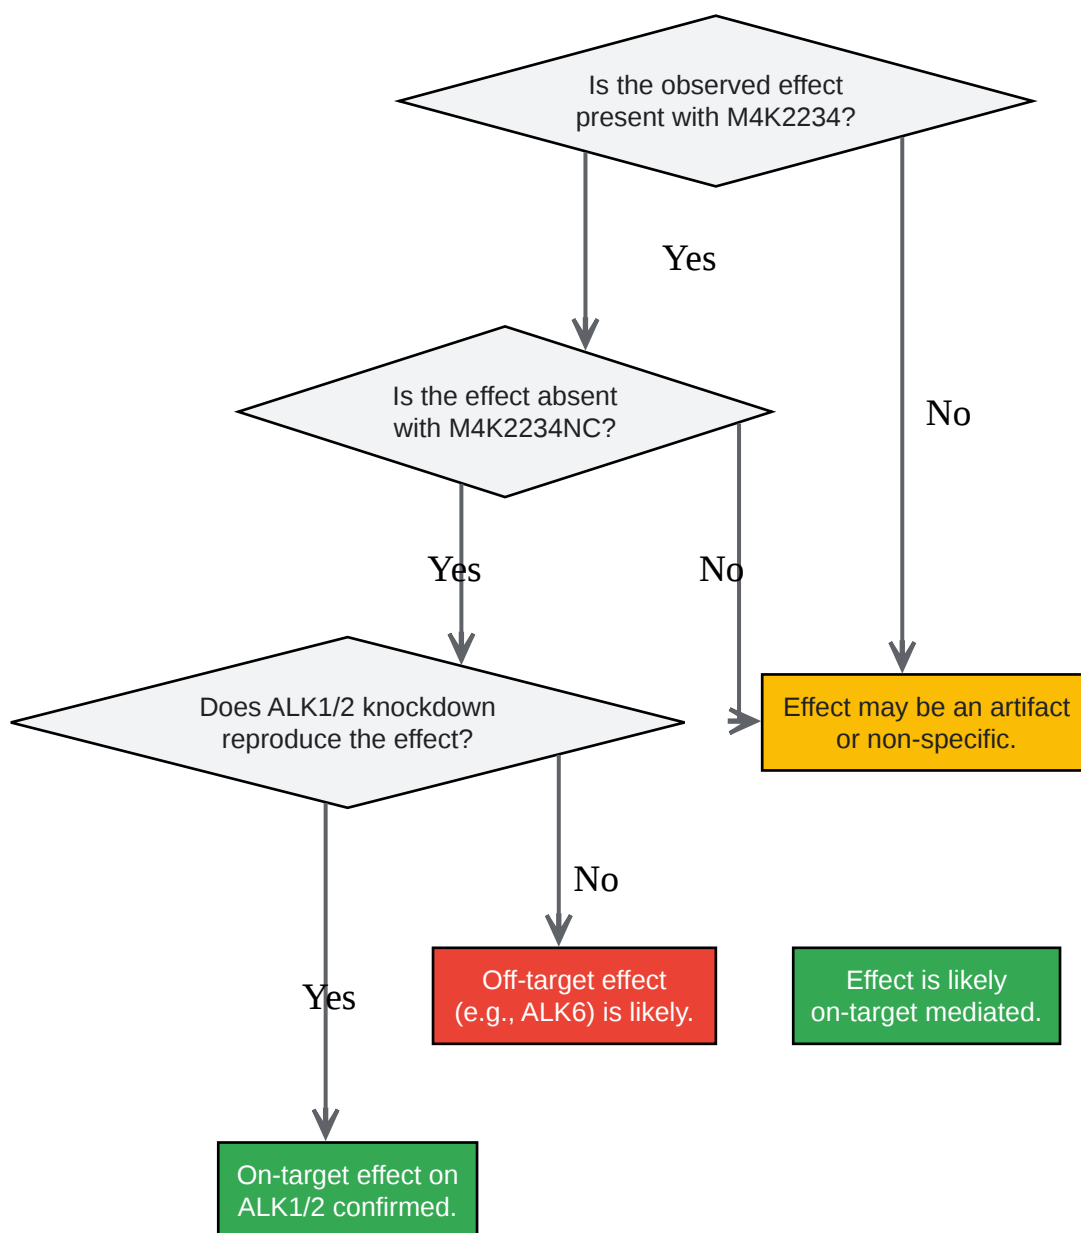 Is the observed effect
present with M4K2234?
Yes
No
Is the effect absent
with M4K2234NC?
Yes
No
Does ALK1/2 knockdown
reproduce the effect?
Effect may be an artifact
or non-specific.
No
Yes
Off-target effect
(e.g., ALK6) is likely.
Effect is likely
on-target mediated.
On-target effect on
ALK1/2 confirmed.